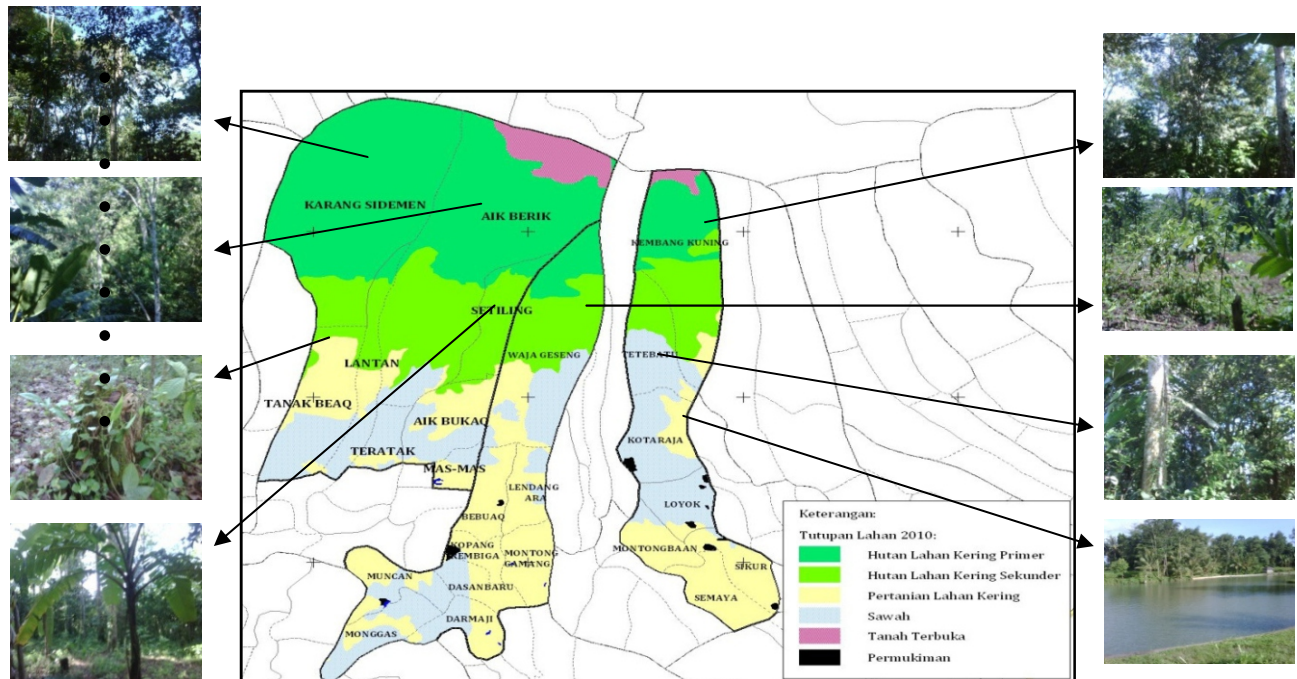 KARANG SIDEMEN
AIK BERIK
KEMBANG KUNING
SETILING
WAJA GESENG
TETEBATU
LANTAN
TANAK BEAQ
AIK BUKAQ
KOTARAJA
TERATAK
MAS-MAS
LENDANG
ARA
LOYOK
BEBUAQ
KOPANG
REMBIGA
MONTONG
GAMANG
MONTONGBAAN
SIKUR
MUNCAN
DASANBARU
SEMAYA
DARMAJI
MONGGAS
Keterangan:
Tutupan Lahan 2010:
Hutan Lahan Kering Primer
Hutan Lahan Kering Sekunder
Pertanian Lahan Kering
Sawah
Tanah Terbuka
Permukiman